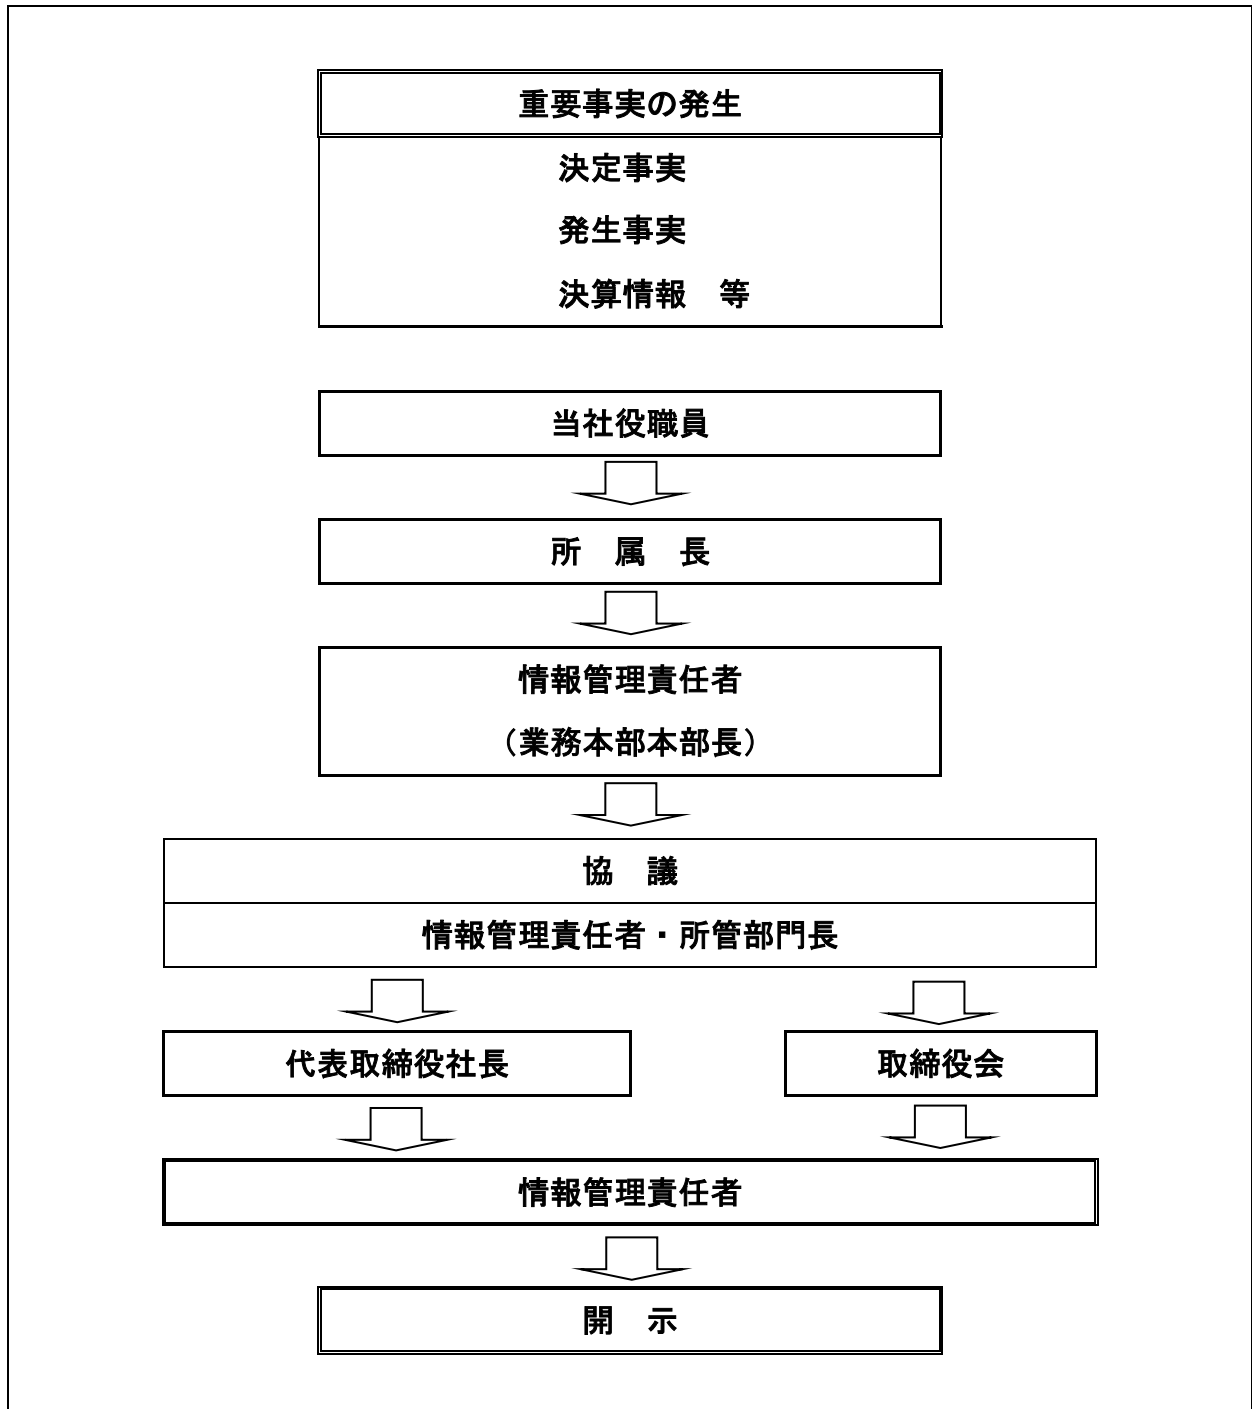 重要事実の発生
決定事実
発生事実
決算情報　等
当社役職員
所　属　長
情報管理責任者
（業務本部本部長）
協　議
情報管理責任者・所管部門長
代表取締役社長
取締役会
情報管理責任者
開　示